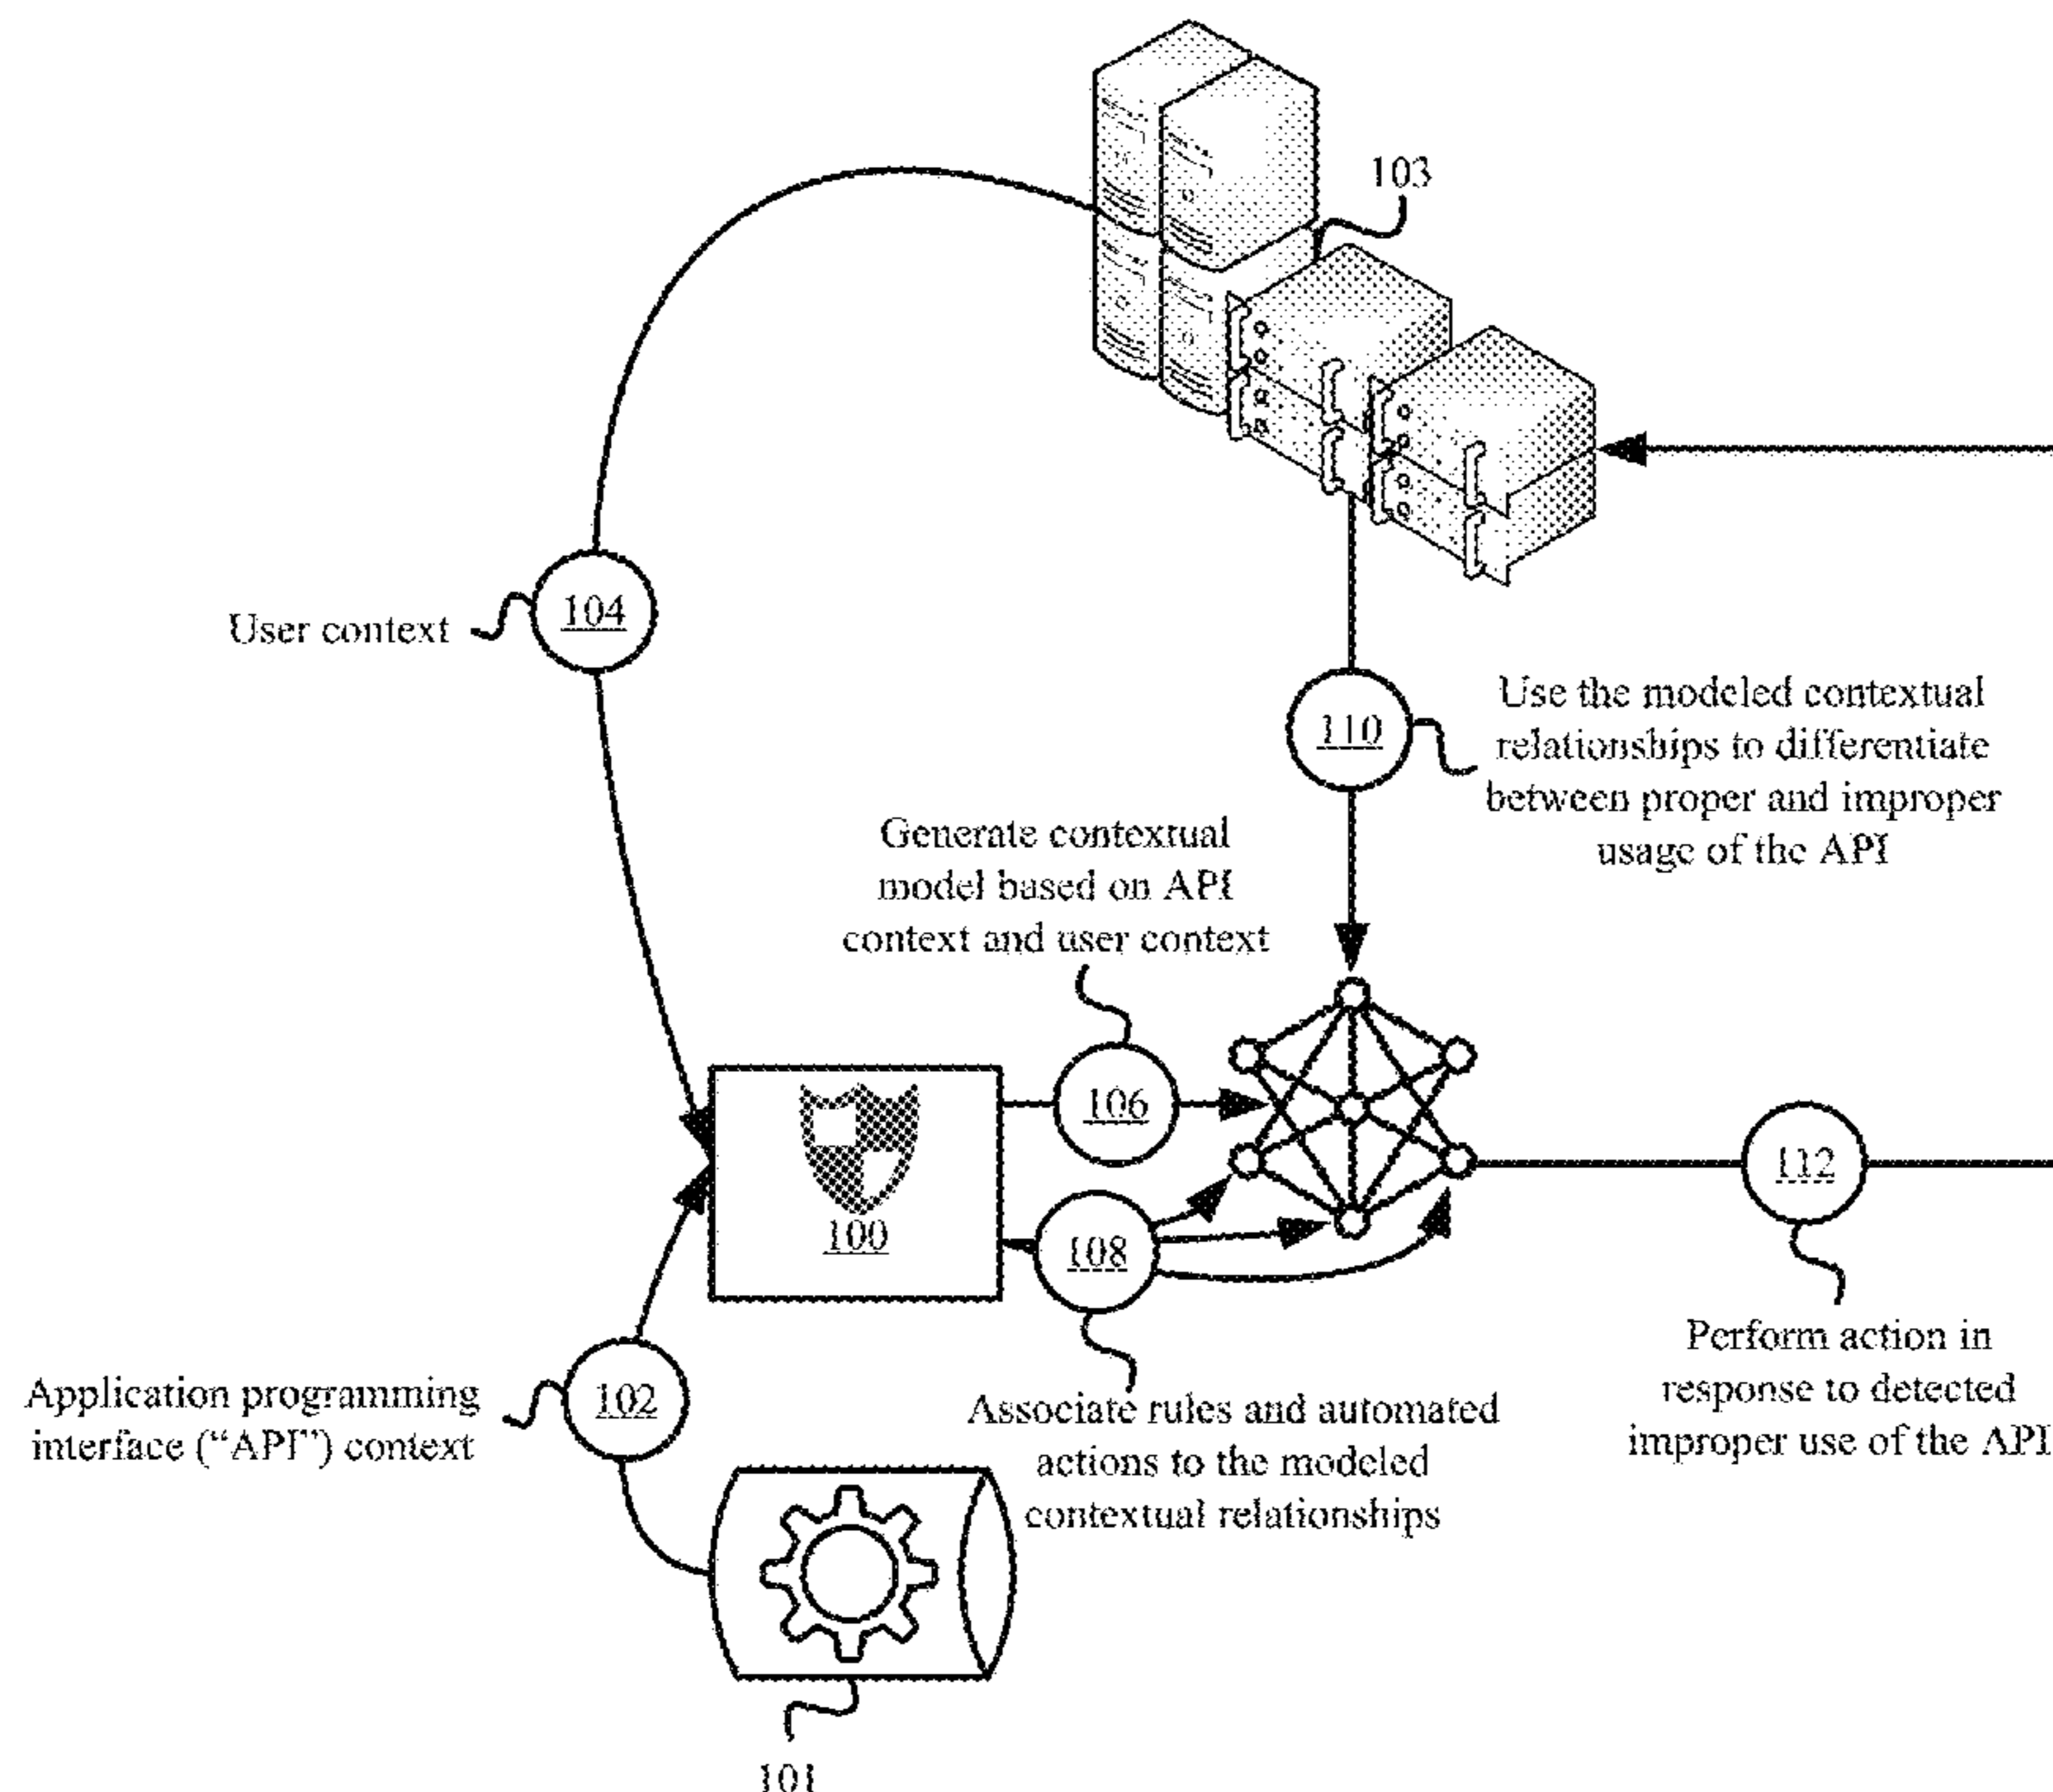 103
User context
104
110
Use the modeled contextual
relationships to differentiate
between proper and improper
usage of the API
Generate contextual
model based on API
context and user context
106
100
108
112
Perform action in
response to detected
improper use of the API
Application programming
interface (“API”) context
102
Associate rules and automated
actions to the modeled
contextual relationships
101